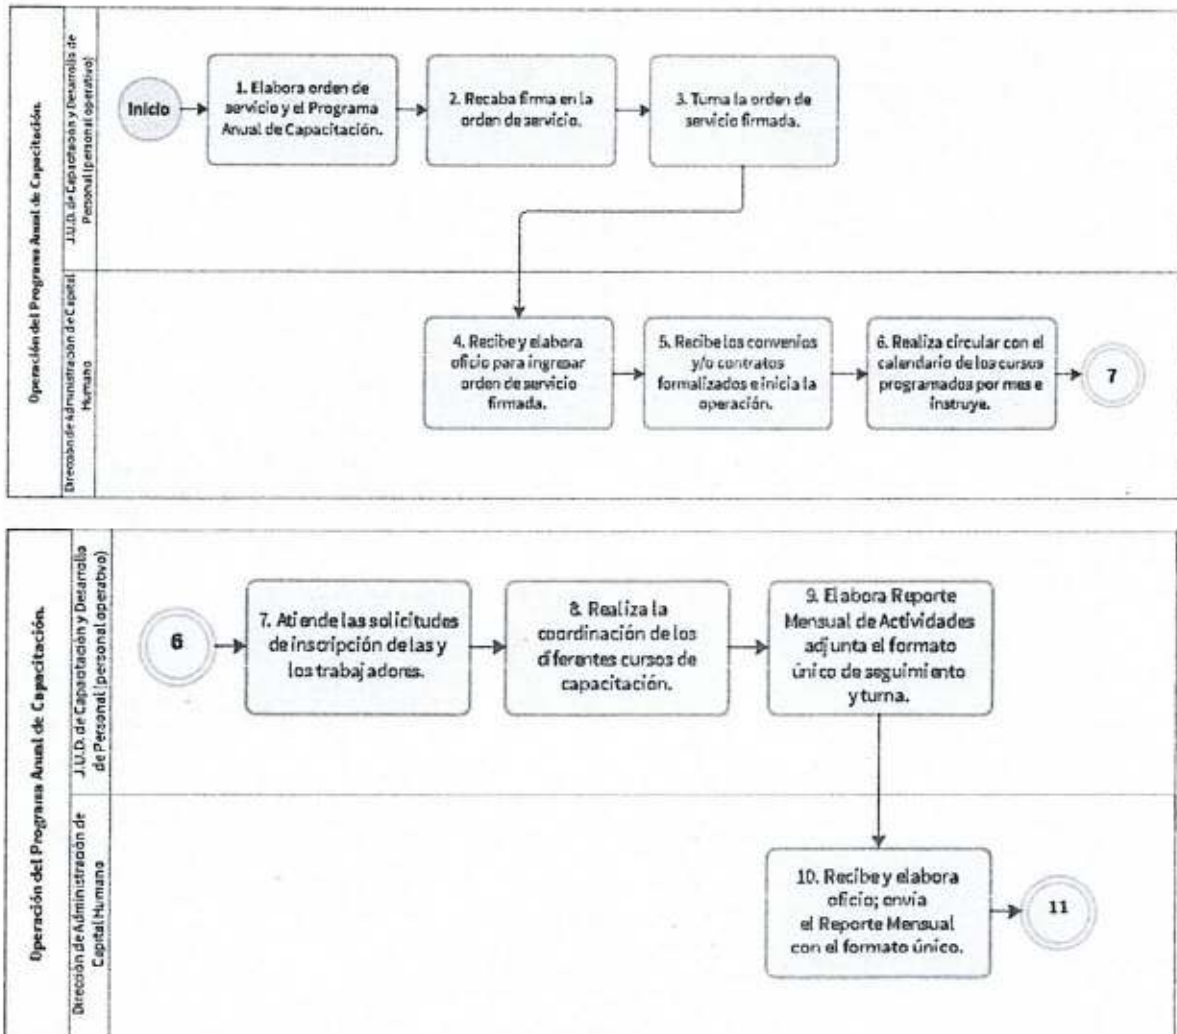 Operación del Programa Anual de Capacitación.
J.U.D. de Capacitación y Desarrollo de
Personal (personal operativo)
Inicio
1. Elabora orden de
servicio y el Programa
Anual de Capacitación.
2. Recaba firma en la
orden de servicio.
3. Turna la orden de
servicio firmada.
Dirección de Administración de Capital
Humano
4. Recibe y elabora
oficio para ingresar
orden de servicio
firmada.
5. Recibe los convenios
y/o contratos
formalizados e inicia la
operación.
6. Realiza circular con el
calendario de los cursos
programados por mes e
instruye.
7
Operación del Programa Anual de Capacitación.
J.U.D. de Capacitación y Desarrollo
de Personal (personal operativo)
6
7. Atiende las solicitudes
de inscripción de las y
los trabajadores.
8. Realiza la
coordinación de los
diferentes cursos de
capacitación.
9. Elabora Reporte
Mensual de Actividades
adjunta el formato
único de seguimiento
y turna.
Dirección de Administración de
Capital Humano
10. Recibe y elabora
oficio; envia
el Reporte Mensual
con el formato único.
11